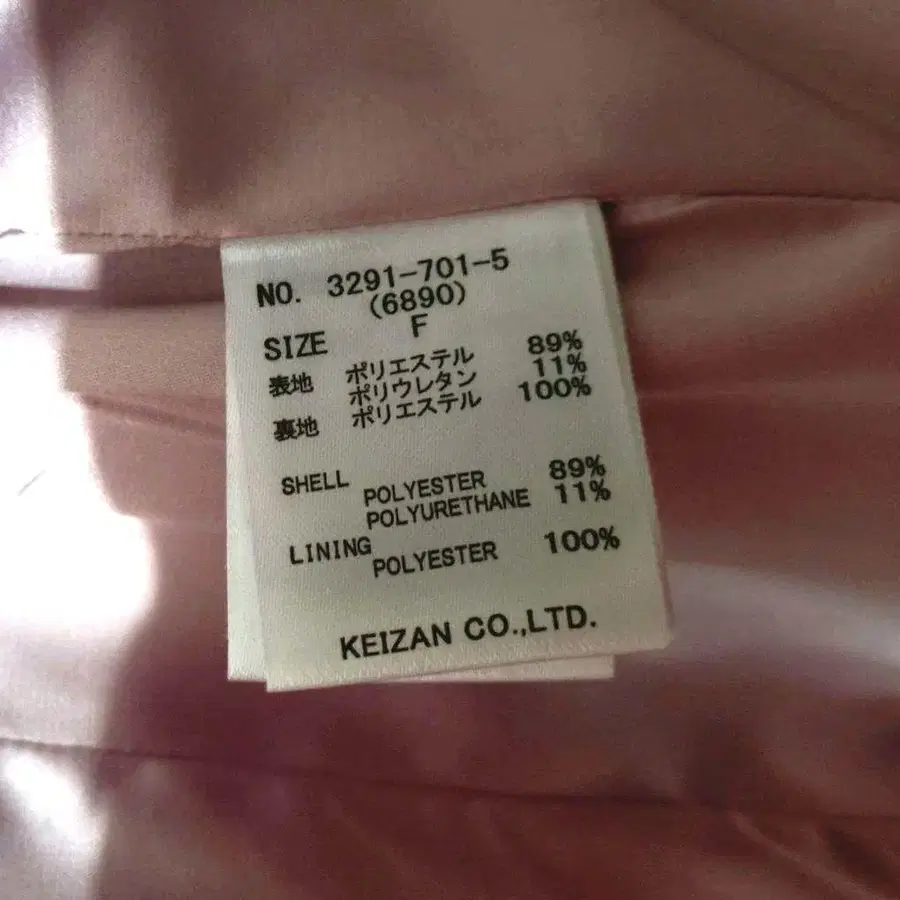 NO. 3291-701-5
(6890)
SIZE F
表地 ポリエステル 89%
ポリウレタン 11%
裏地 ポリエステル 100%
SHELL POLYESTER 89%
POLYURETHANE 11%
LINING POLYESTER 100%
KEIZAN CO.,LTD.